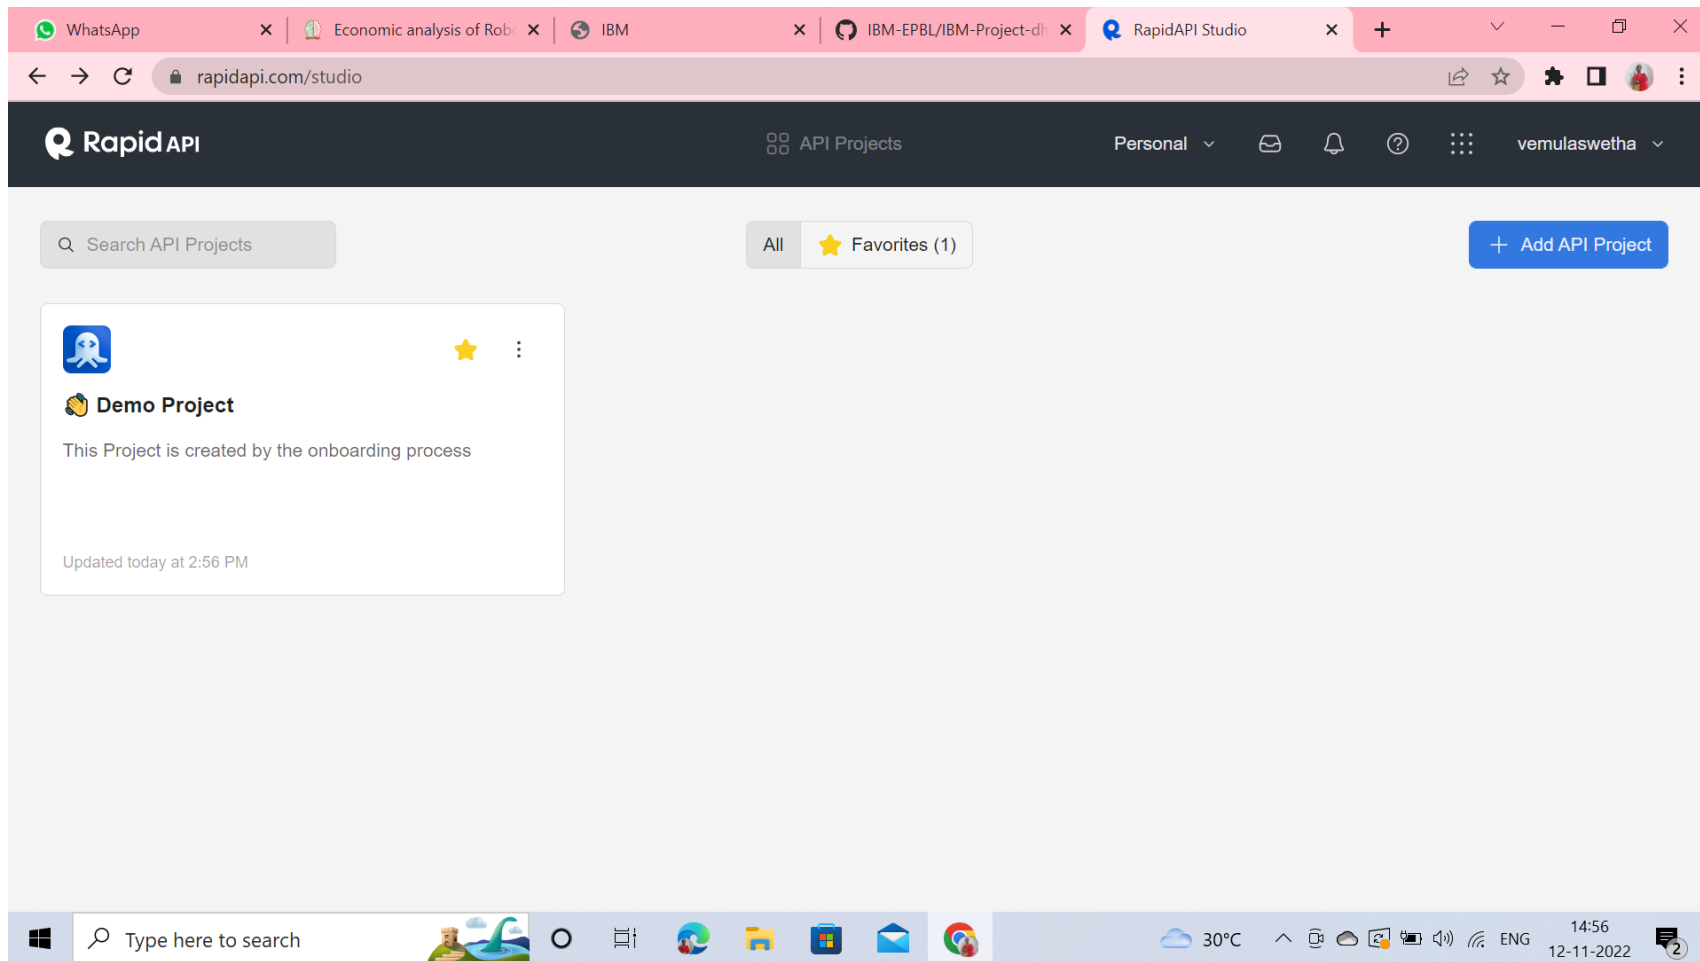 WhatsApp
Economic analysis of Rob
IBM
IBM-EPBL/IBM-Project-dh
RapidAPI Studio
rapidapi.com/studio
Rapid API
API Projects
Personal
vemulaswetha
Search API Projects
All
Favorites (1)
Add API Project
Demo Project
This Project is created by the onboarding process
Updated today at 2:56 PM
Type here to search
30°C
ENG
14:56
12-11-2022
2